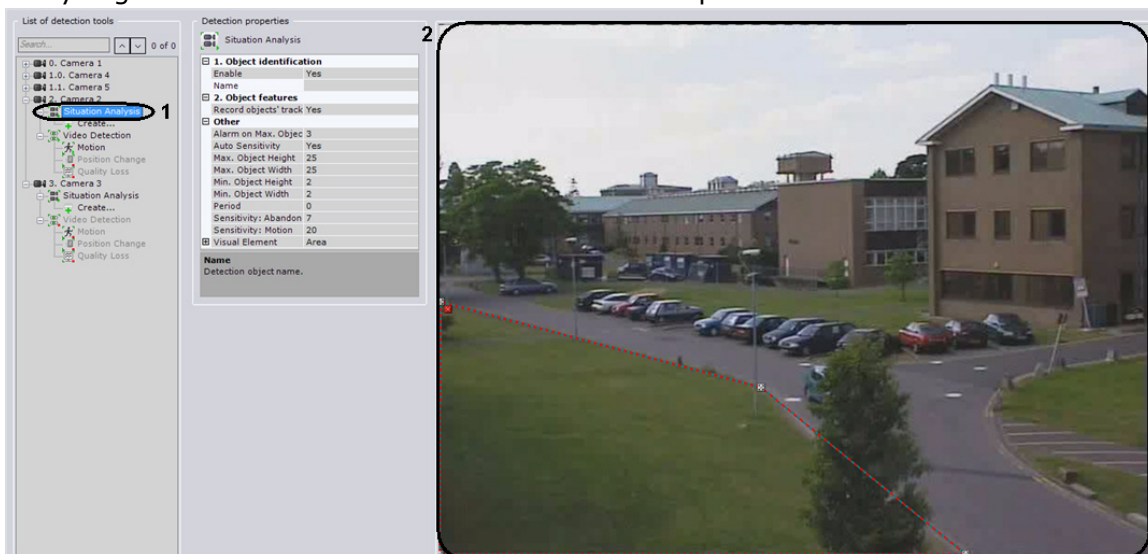 List of detection tools
Search...
0 of 0
0. Camera 1
1.0. Camera 4
1.1. Camera 5
2. Camera 2
Situation Analysis
1
Create...
Video Detection
Motion
Position Change
Quality Loss
3. Camera 3
Situation Analysis
Create...
Video Detection
Motion
Position Change
Quality Loss
Detection properties
Situation Analysis
1. Object identification
Enable Yes
Name
2. Object features
Record objects' track Yes
Other
Alarm on Max. Objec 3
Auto Sensitivity Yes
Max. Object Height 25
Max. Object Width 25
Min. Object Height 2
Min. Object Width 2
Period 0
Sensitivity: Abandon 7
Sensitivity: Motion 20
Visual Element Area
Name
Detection object name.
2